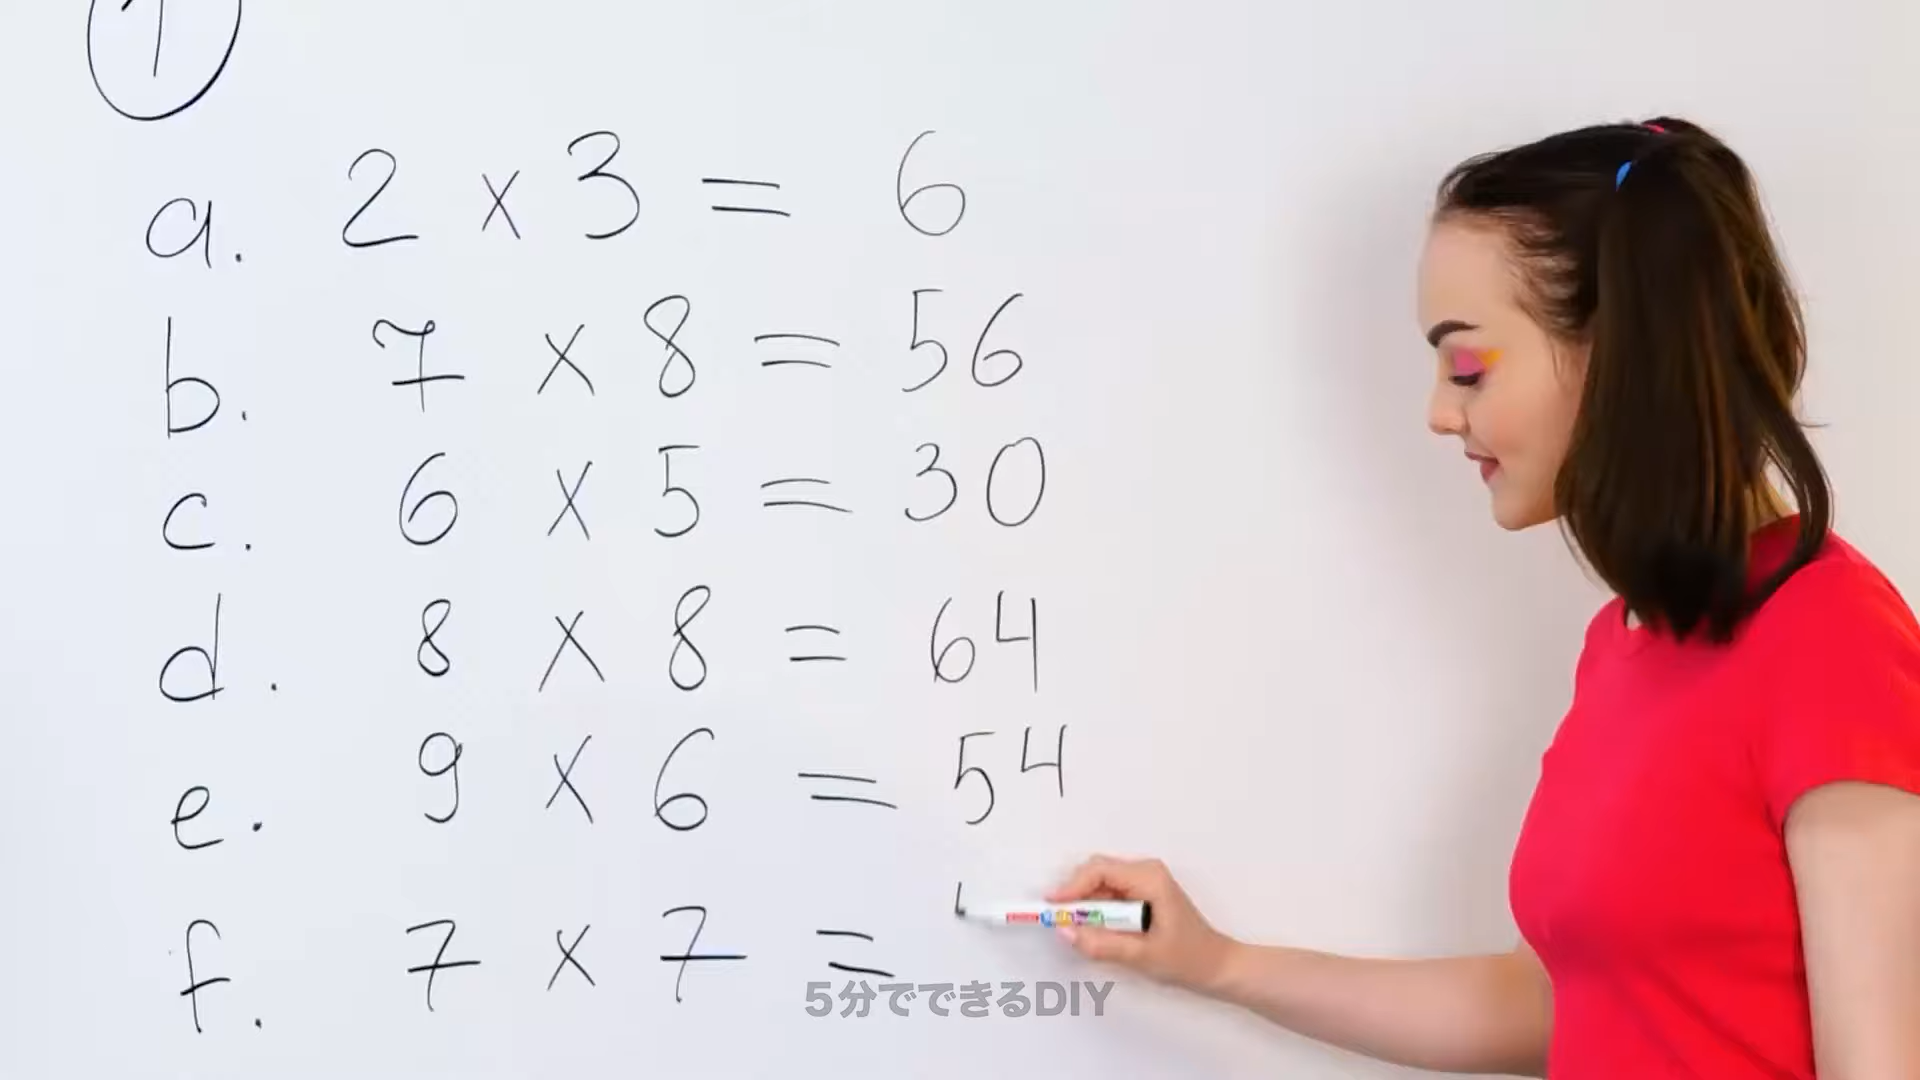 1
a. 2 x 3 = 6
b. 7 x 8 = 56
c. 6 x 5 = 30
d. 8 x 8 = 64
e. 9 x 6 = 54
f. 7 x 7 =
5分でできるDIY